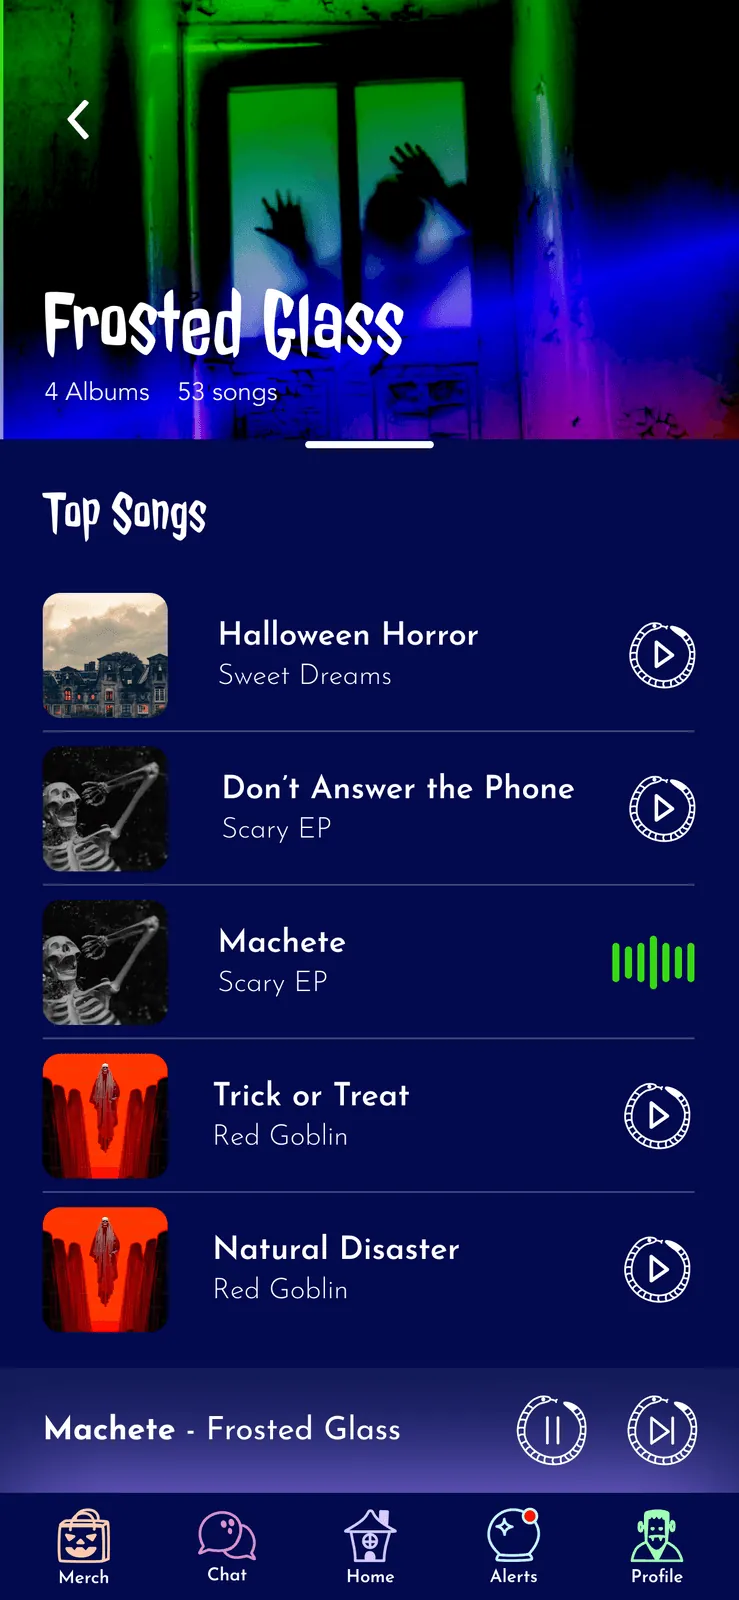 Frosted Glass
4 Albums 53 songs
Top Songs
Halloween Horror
Sweet Dreams
Don’t Answer the Phone
Scary EP
Machete
Scary EP
Trick or Treat
Red Goblin
Natural Disaster
Red Goblin
Machete - Frosted Glass
Merch Chat Home Alerts Profile